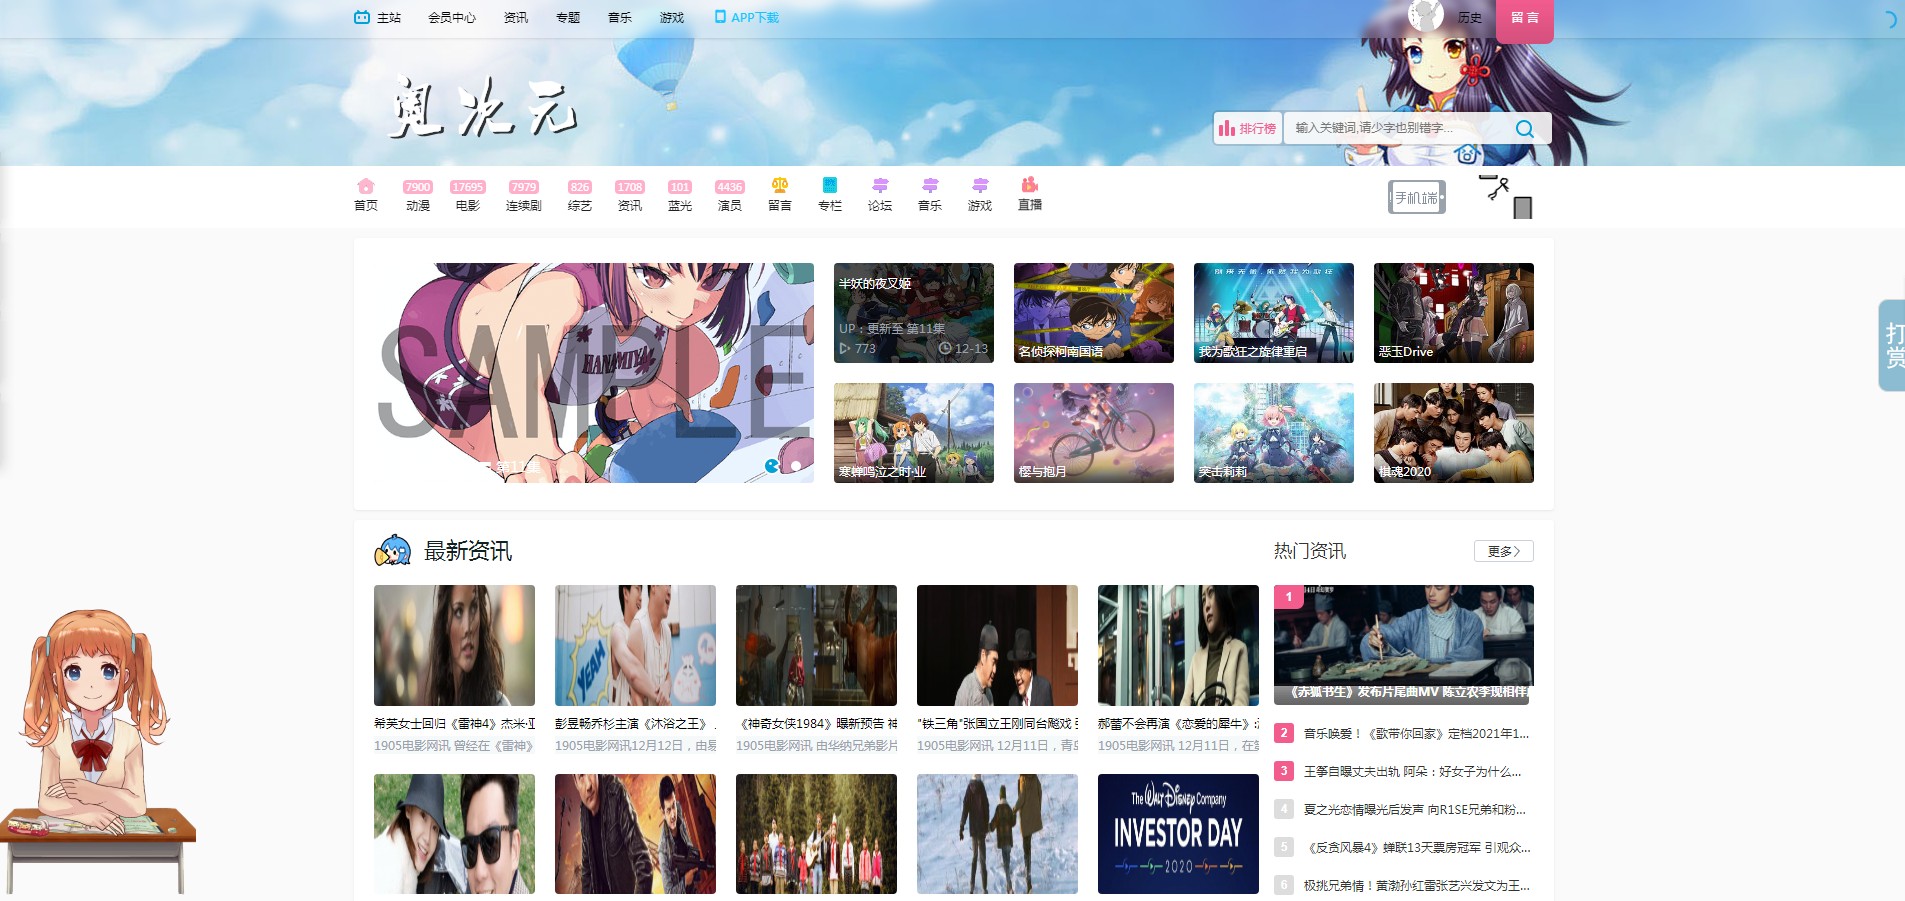 主站 会员中心 资讯 专题 音乐 游戏 APP下载
历史 留言
奥次元
排行榜 输入关键词,请少字也别错字...
7900 17695 7979 826 1708 101 4436
首页 动漫 电影 连续剧 综艺 资讯 蓝光 演员 留言 专栏 论坛 音乐 游戏 直播
手机端
打赏
SAMPLE
HANAMIYA
第11集
半妖的夜叉姬
UP：更新至 第11集
773 12-13
名侦探柯南国语
我为歌狂之旋律重启
恶玉Drive
寒蝉鸣泣之时·业
樱与抱月
突击莉莉
棋魂2020
最新资讯
YEAH
希芙女士回归《雷神4》杰米·亚
1905电影网讯 曾经在《雷神》
彭昱畅乔杉主演《沐浴之王》
1905电影网讯12月12日，由易
《神奇女侠1984》曝新预告 神
1905电影网讯 由华纳兄弟影片
"铁三角"张国立王刚同台飚戏
1905电影网讯 12月11日，青岛
郝蕾不会再演《恋爱的犀牛》:
1905电影网讯 12月11日，在第
The Walt Disney Company
INVESTOR DAY
2020
热门资讯 更多
1
《赤狐书生》发布片尾曲MV 陈立农李现相伴
2 音乐唤爱！《歌带你回家》定档2021年1...
3 王筝自曝丈夫出轨 阿朵：好女子为什么...
4 夏之光恋情曝光后发声 向R1SE兄弟和粉...
5 《反贪风暴4》蝉联13天票房冠军 引观众...
6 极挑兄弟情！黄渤孙红雷张艺兴发文为王...